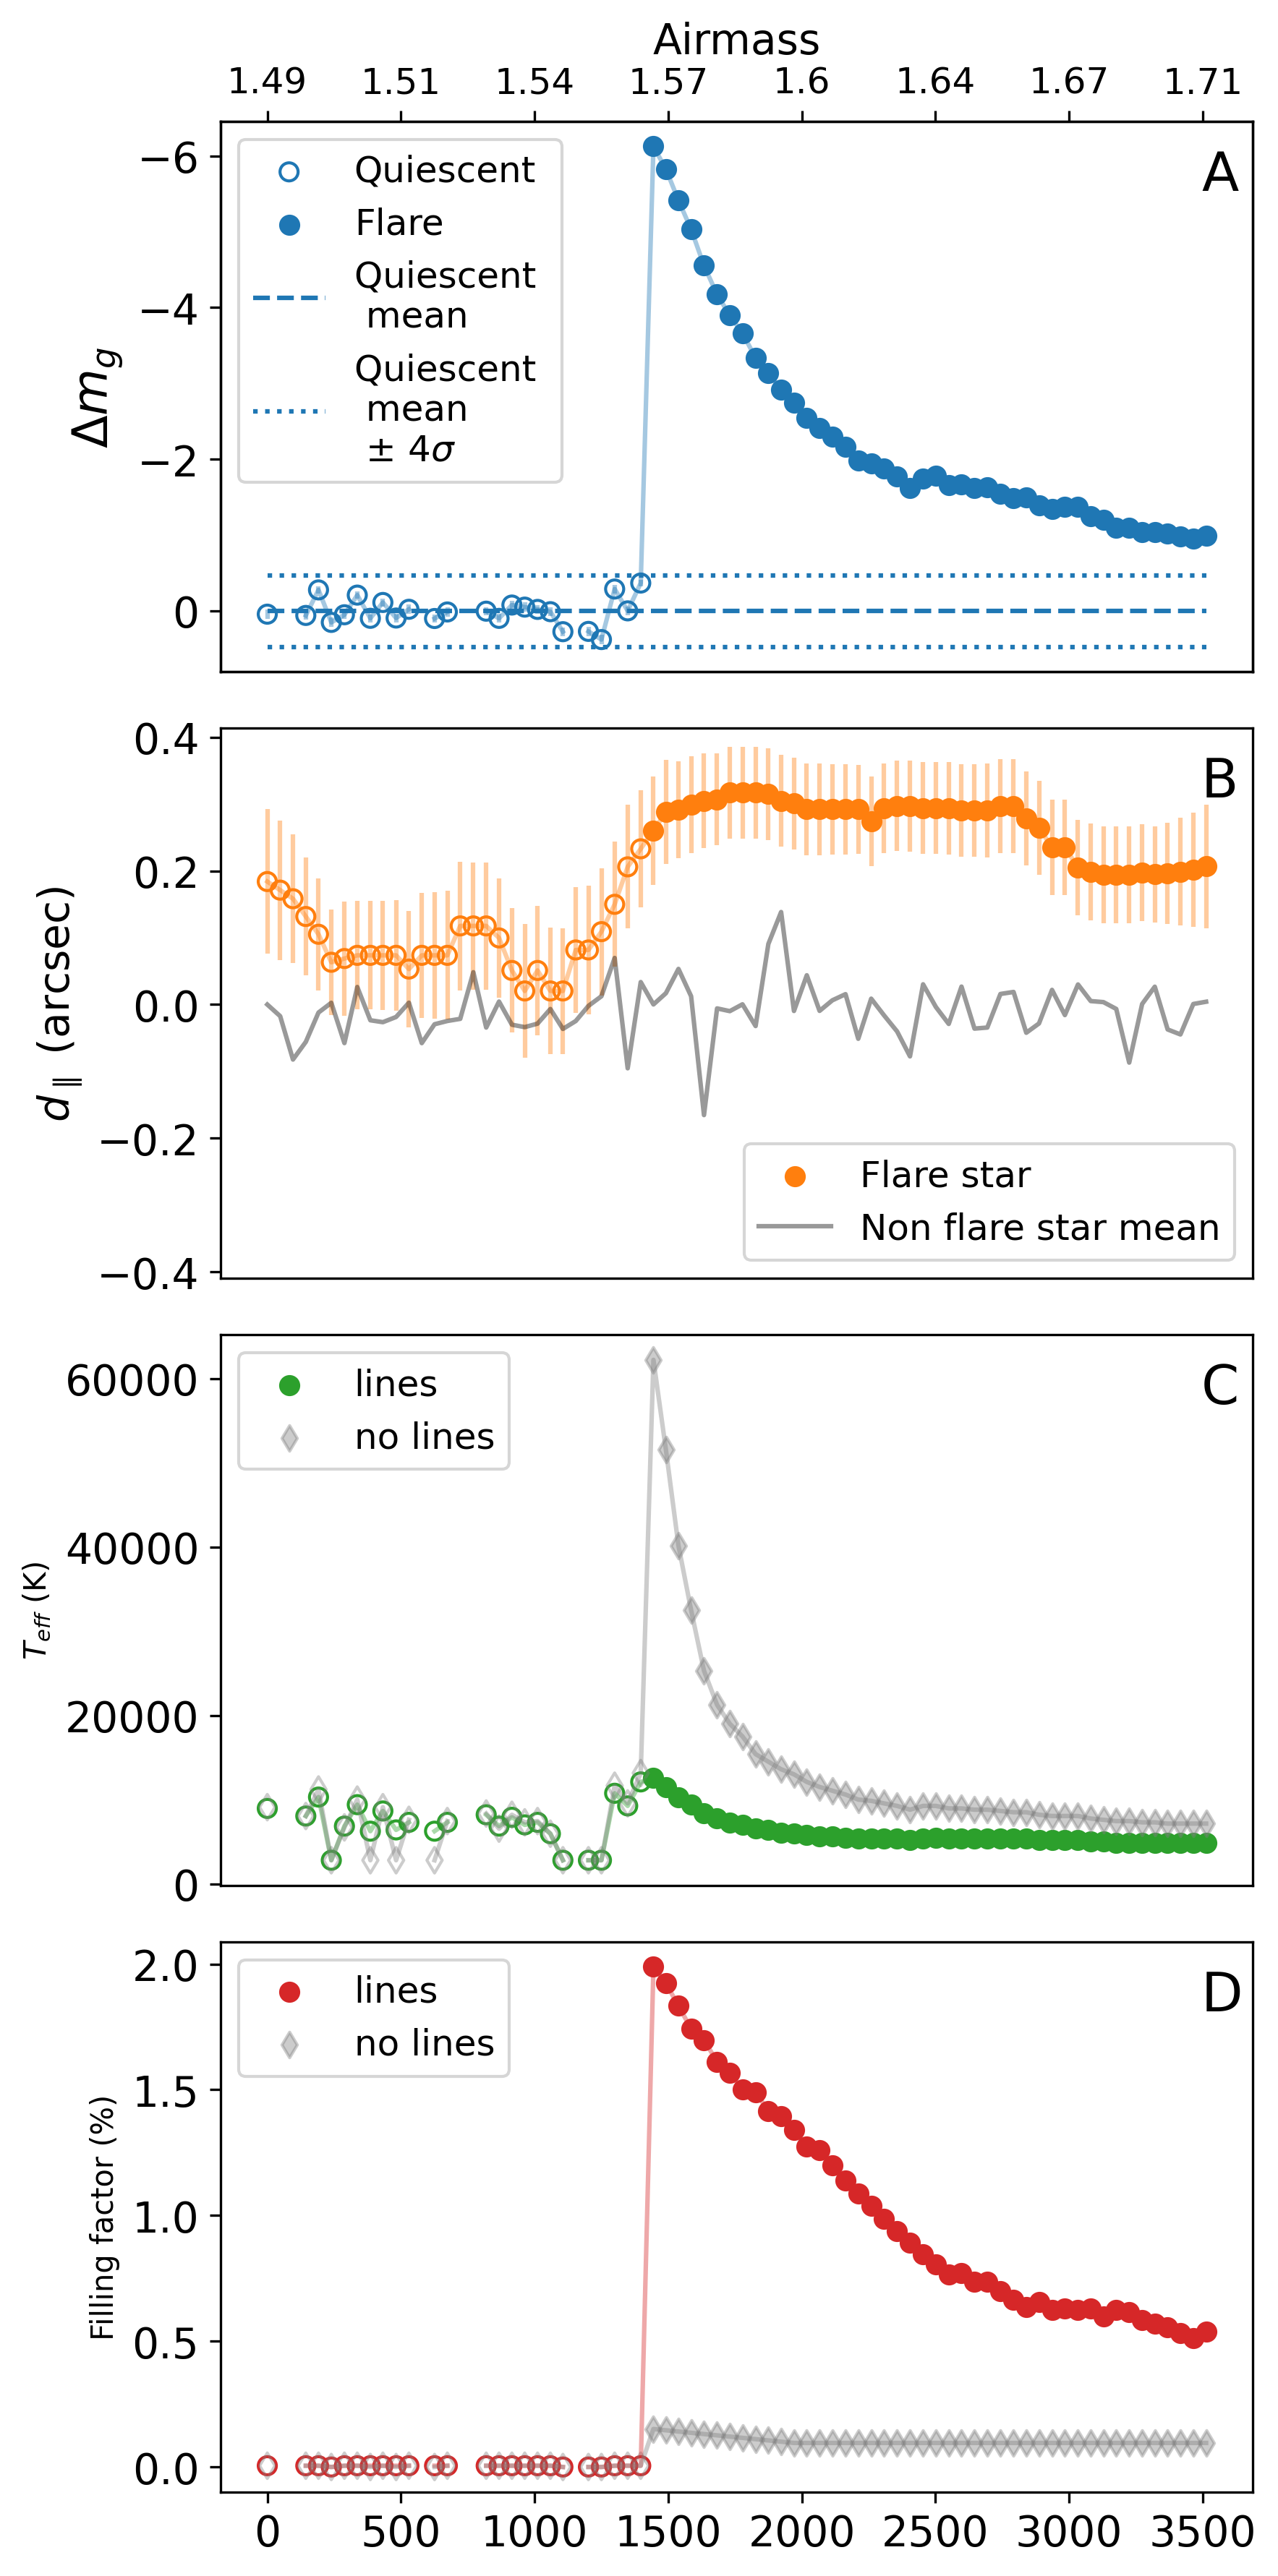 Airmass
1.49 1.51 1.54 1.57 1.6 1.64 1.67 1.71
A
Quiescent
Flare
Quiescent
mean
Quiescent
mean
± 4σ
−6
−4
−2
0
Δm_g
B
0.4
0.2
0.0
−0.2
−0.4
d_∥ (arcsec)
Flare star
Non flare star mean
C
lines
no lines
60000
40000
20000
0
T_eff (K)
D
lines
no lines
2.0
1.5
1.0
0.5
0.0
Filling factor (%)
0 500 1000 1500 2000 2500 3000 3500